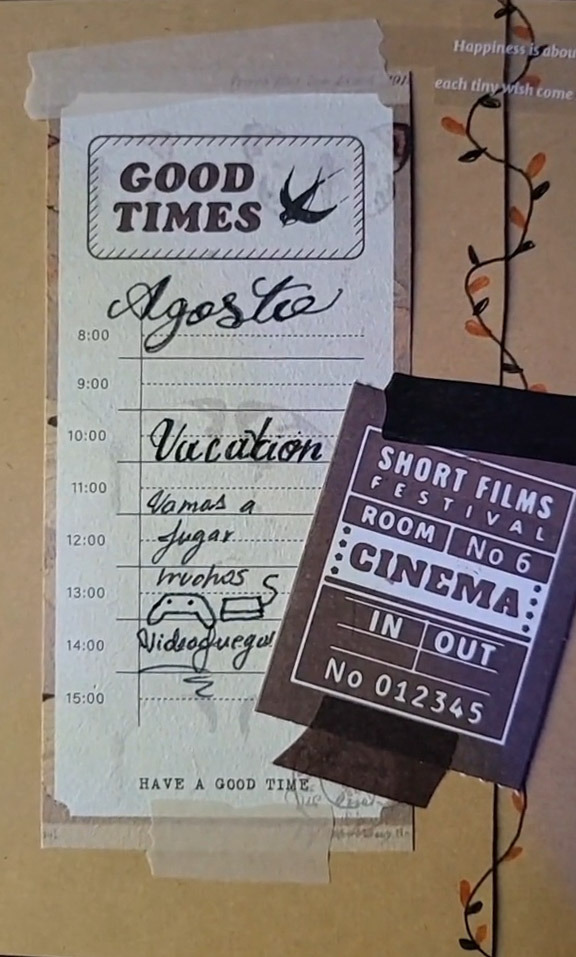 Happiness is abou
each tiny wish come
GOOD
TIMES
Agosto
8:00
9:00
10:00
Vacation
11:00
Vamos a
12:00
Jugar
muchos
13:00
14:00
Videojuegos
15:00
HAVE A GOOD TIME
SHORT FILMS
FESTIVAL
ROOM No 6
CINEMA
IN OUT
No 012345